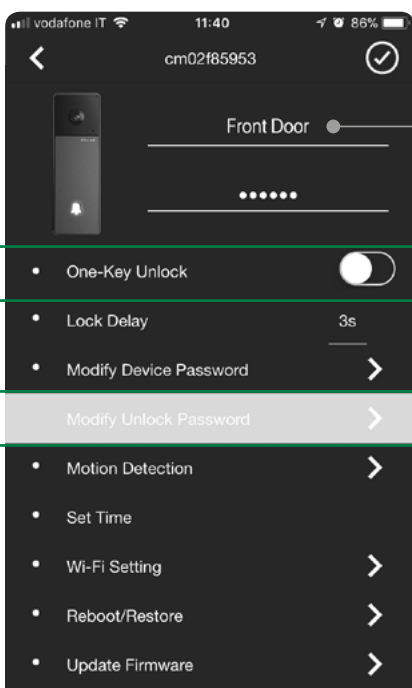 vodafone IT 11:40 86%
cm02f85953
Front Door
••••••
One-Key Unlock
Lock Delay 3s
Modify Device Password
Modify Unlock Password
Motion Detection
Set Time
Wi-Fi Setting
Reboot/Restore
Update Firmware